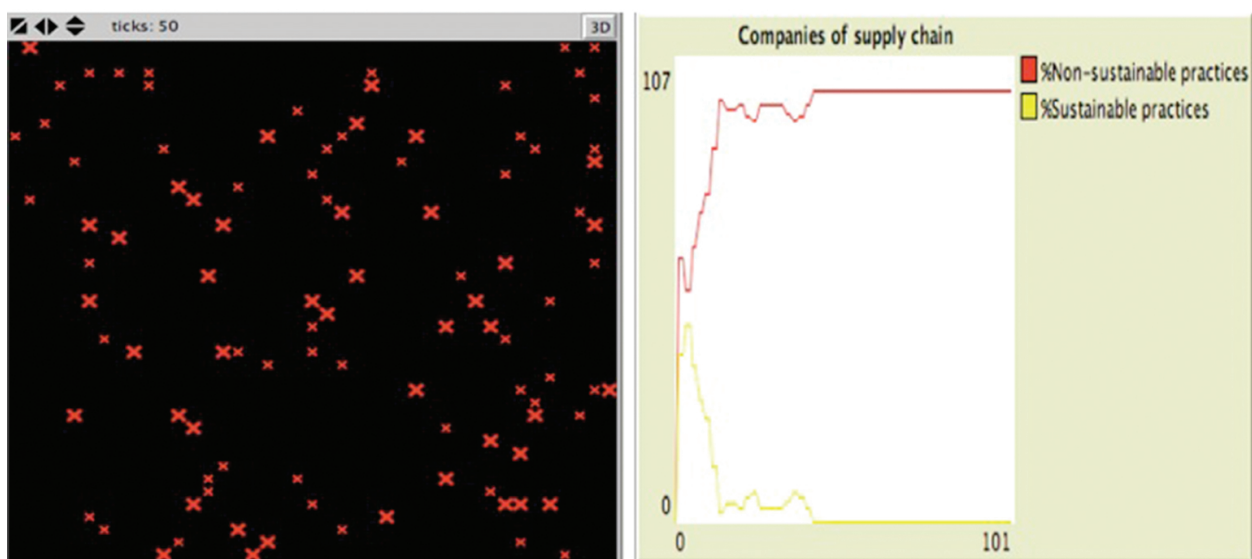 ticks: 50
3D
Companies of supply chain
107
0
0
101
%Non-sustainable practices
%Sustainable practices